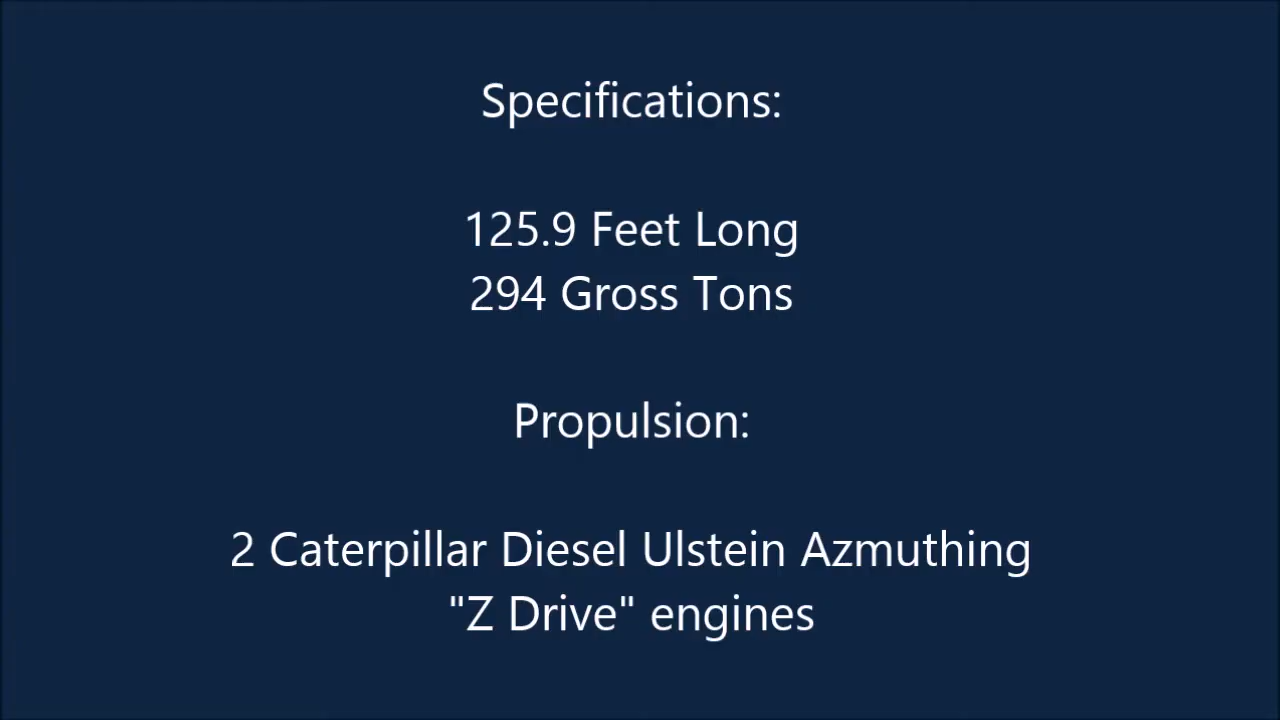 Specifications:
125.9 Feet Long
294 Gross Tons
Propulsion:
2 Caterpillar Diesel Ulstein Azmuthing
"Z Drive" engines